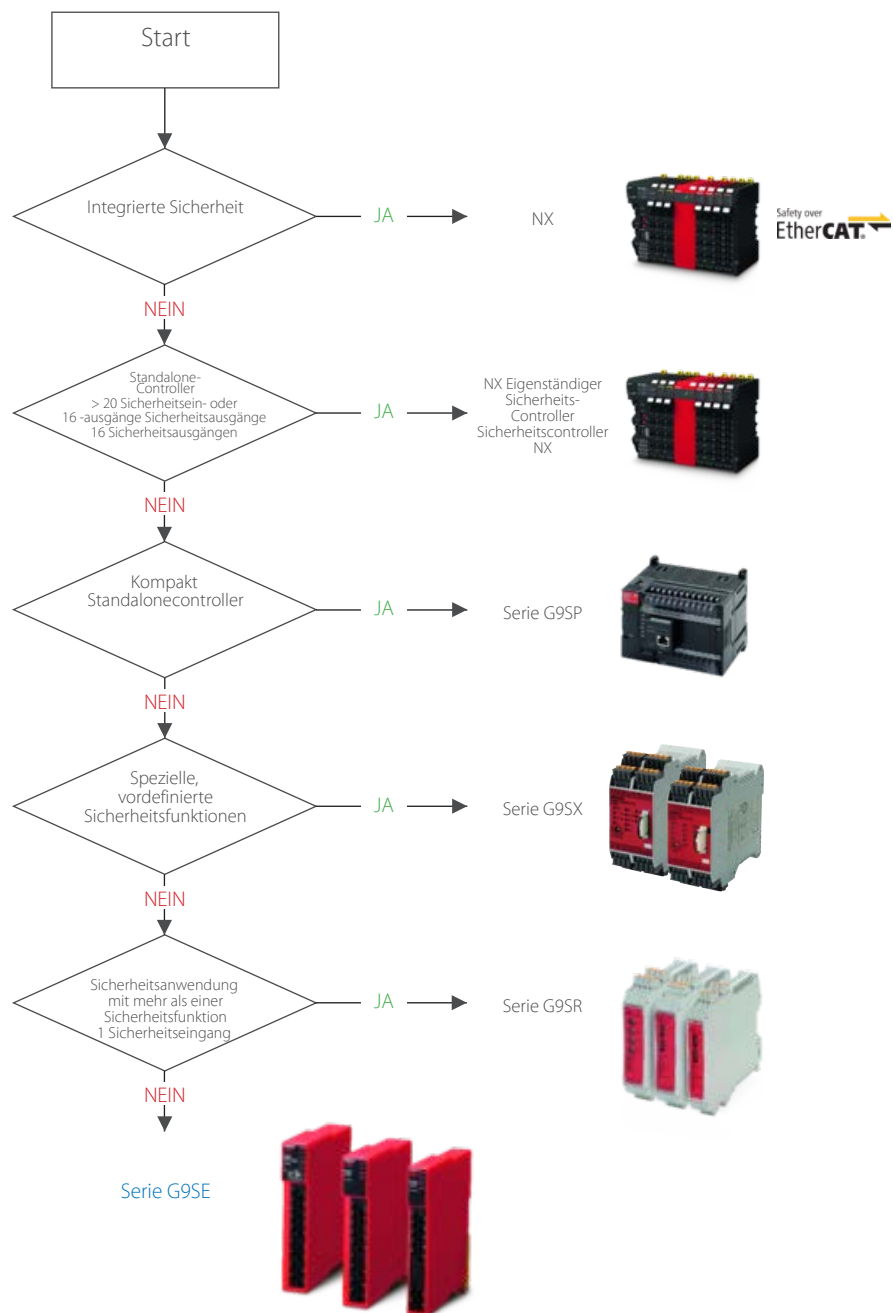 Start
Integrierte Sicherheit
JA
NX
Safety over
EtherCAT®
NEIN
Standalone-
Controller
> 20 Sicherheitsein- oder
16 -ausgänge Sicherheitsausgänge
16 Sicherheitsausgängen
JA
NX Eigenständiger
Sicherheits-
Controller
Sicherheitscontroller
NX
NEIN
Kompakt
Standalonecontroller
JA
Serie G9SP
NEIN
Spezielle,
vordefinierte
Sicherheitsfunktionen
JA
Serie G9SX
NEIN
Sicherheitsanwendung
mit mehr als einer
Sicherheitsfunktion
1 Sicherheitseingang
JA
Serie G9SR
NEIN
Serie G9SE